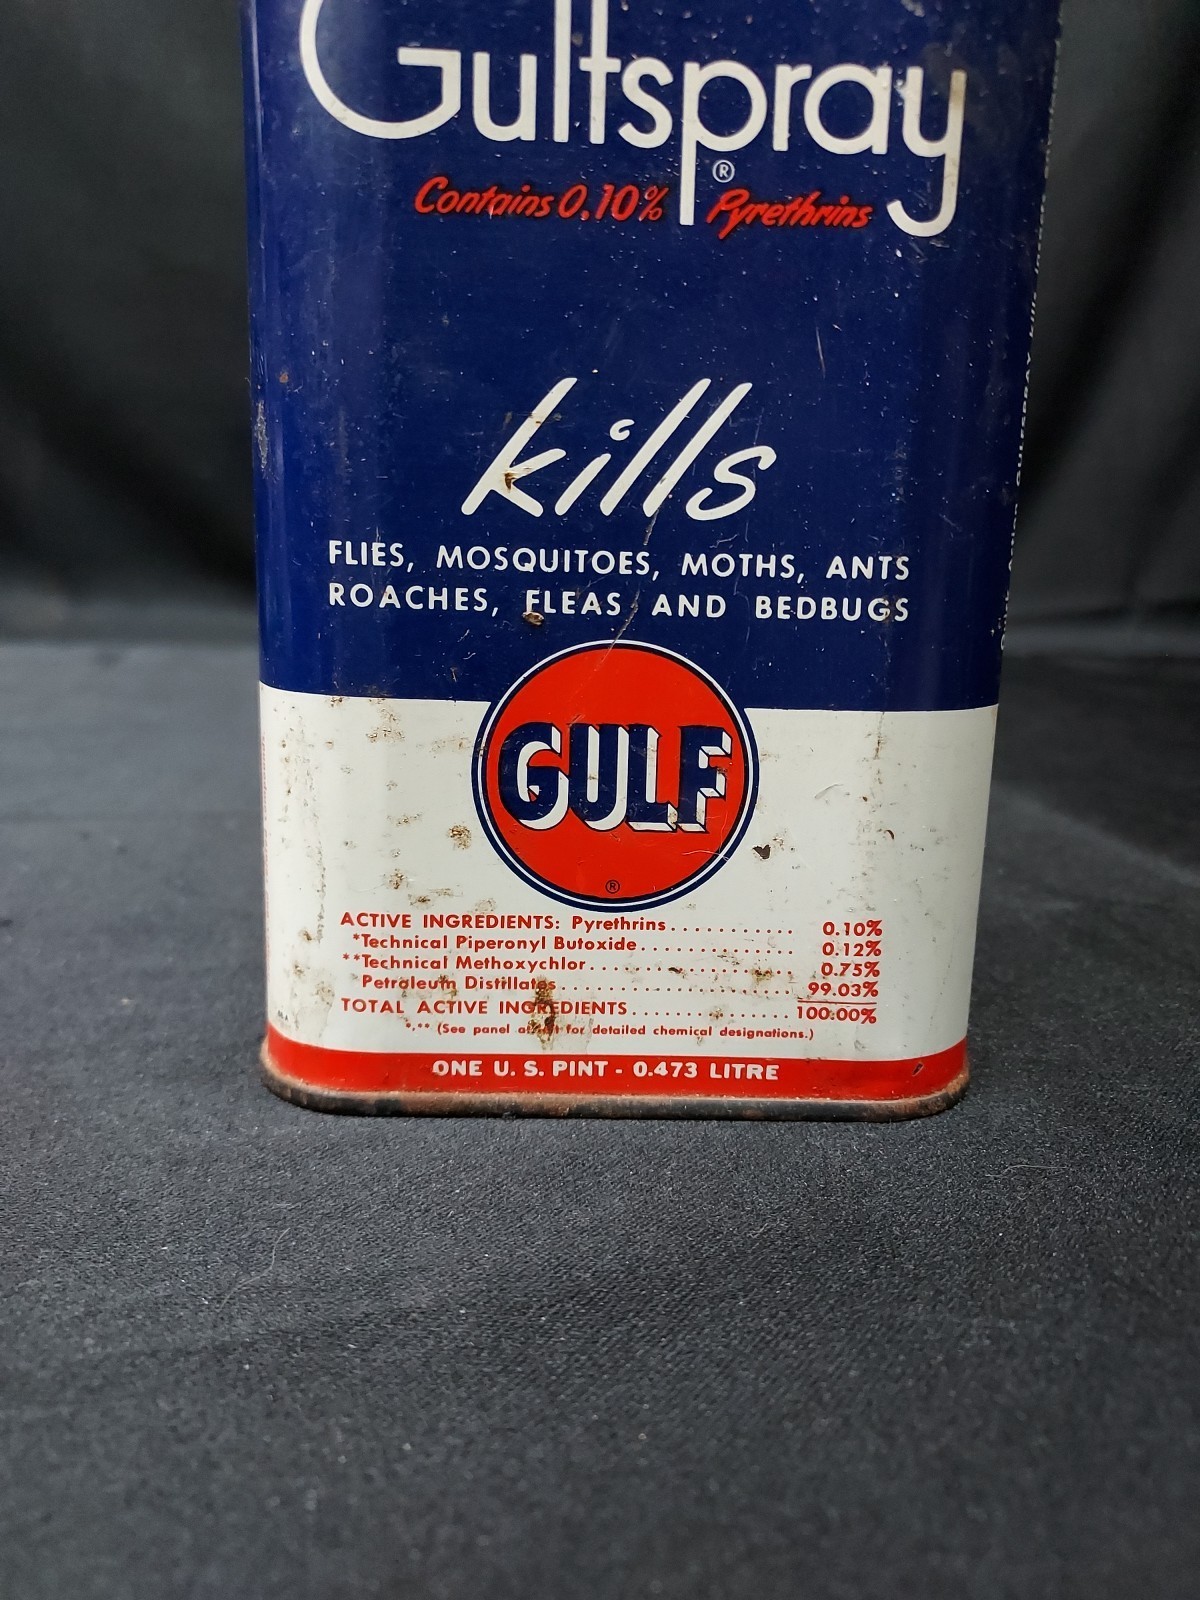 Gulfspray
®
Contains 0.10% Pyrethrins
kills
FLIES, MOSQUITOES, MOTHS, ANTS
ROACHES, FLEAS AND BEDBUGS
GULF
®
ACTIVE INGREDIENTS: Pyrethrins............ 0.10%
*Technical Piperonyl Butoxide.............. 0.12%
**Technical Methoxychlor.................. 0.75%
Petroleum Distillates..................... 99.03%
TOTAL ACTIVE INGREDIENTS.............. 100.00%
*,** (See panel at for detailed chemical designations.)
ONE U. S. PINT - 0.473 LITRE